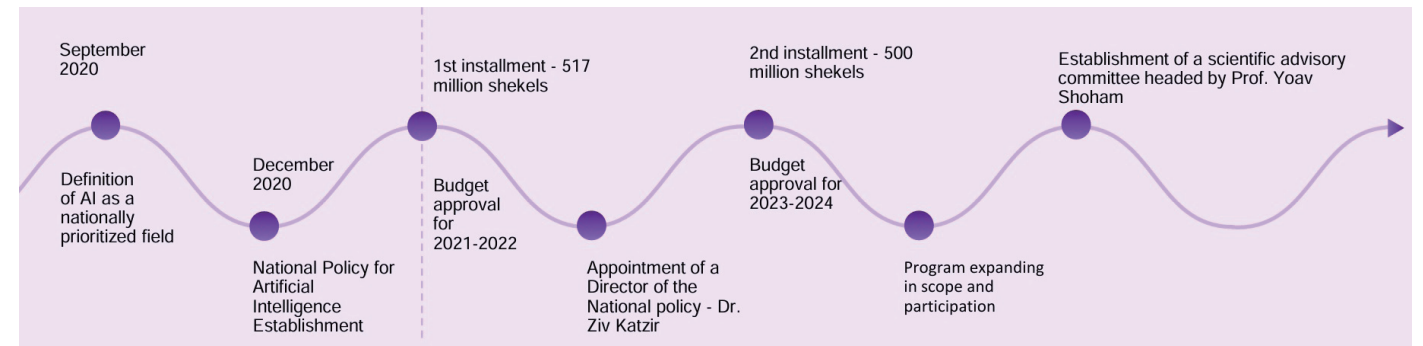 September
2020
Definition
of AI as a
nationally
prioritized field
December
2020
National Policy for
Artificial
Intelligence
Establishment
1st installment - 517
million shekels
Budget
approval
for
2021-2022
Appointment of a
Director of the
National policy - Dr.
Ziv Katzir
2nd installment - 500
million shekels
Budget
approval for
2023-2024
Program expanding
in scope and
participation
Establishment of a scientific advisory
committee headed by Prof. Yoav
Shoham